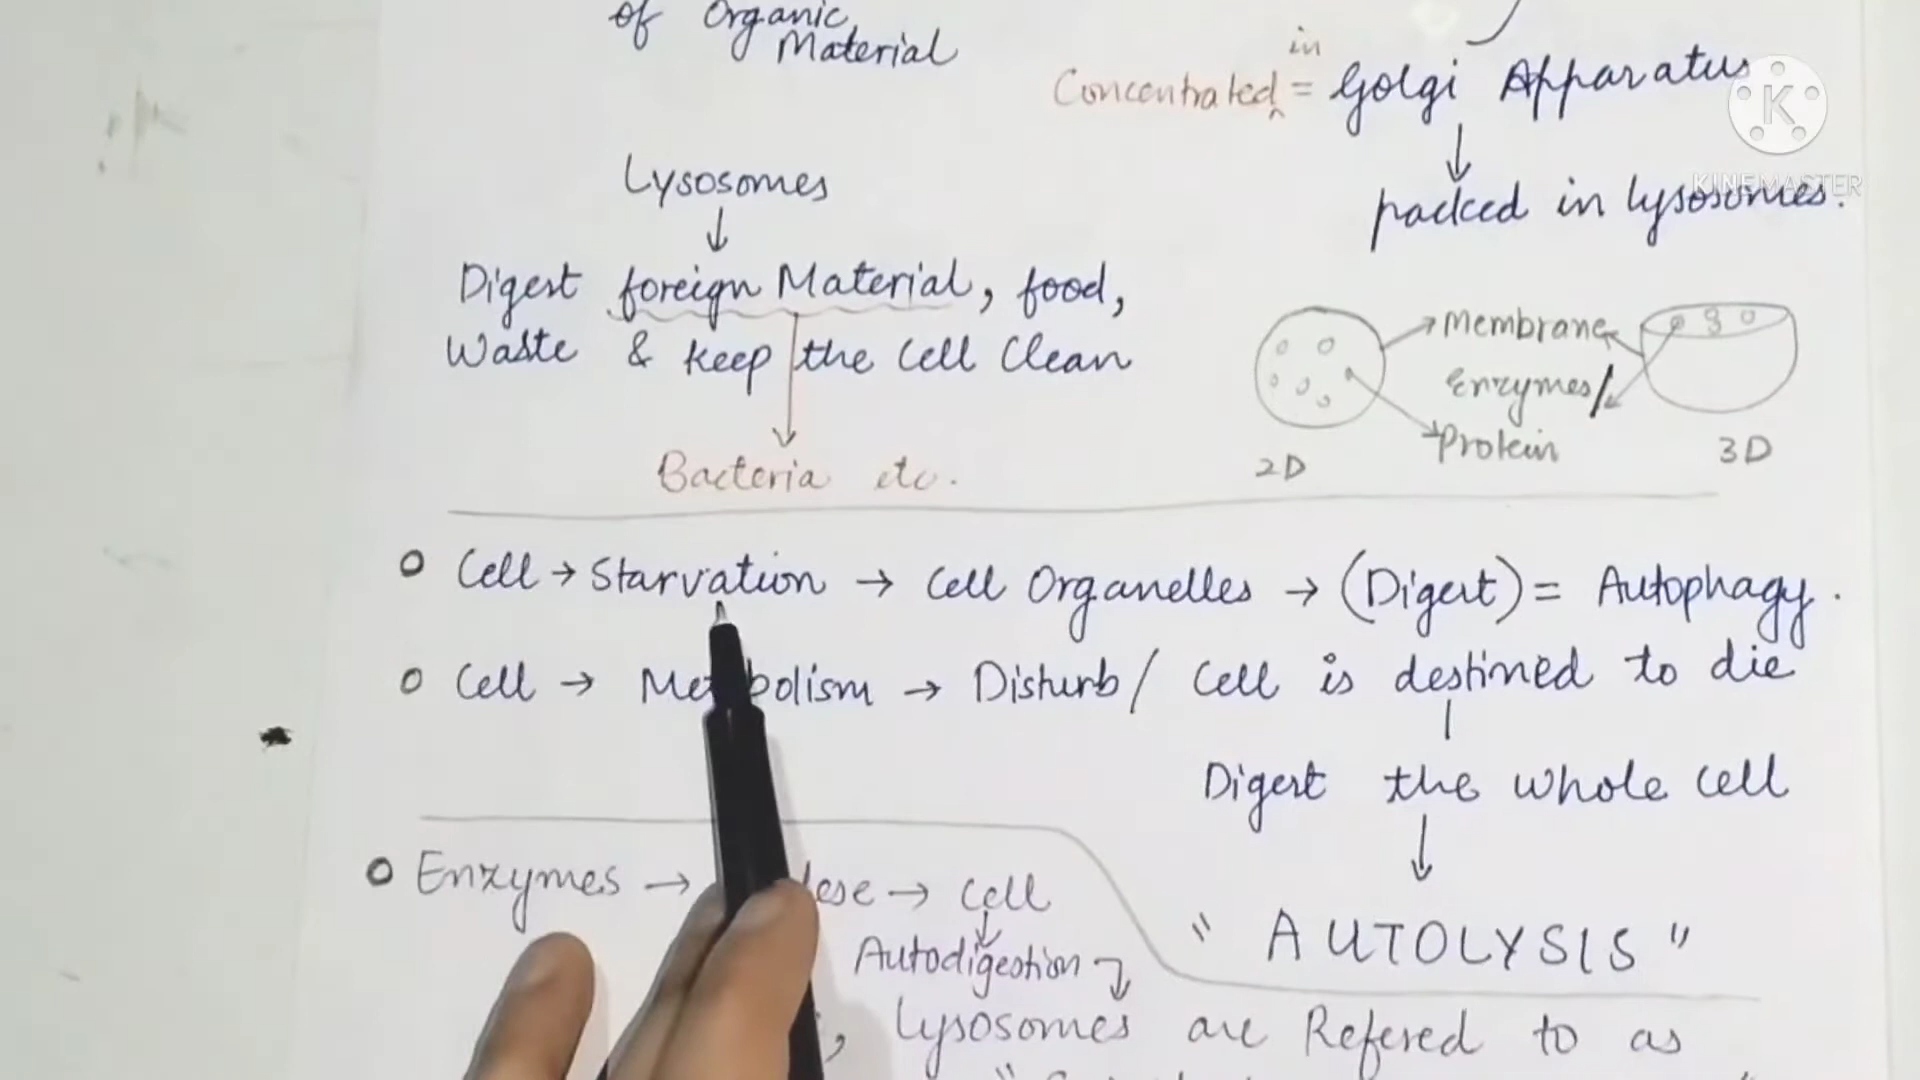 of Organic
Material
in
Concentrated = Golgi Apparatus
K
KINEMASTER
packed in lysosomes.
Lysosomes
Digest foreign Material, food,
Waste & keep the cell clean
Bacteria etc.
Membrane
Enzymes/
Protein
2D
3D
Cell → Starvation → Cell Organelles → (Digest) = Autophagy.
Cell → Metabolism → Disturb / Cell is destined to die
Digest the whole cell
"AUTOLYSIS"
Enzymes → → Cell
Autodigestion
, Lysosomes are Refered to as